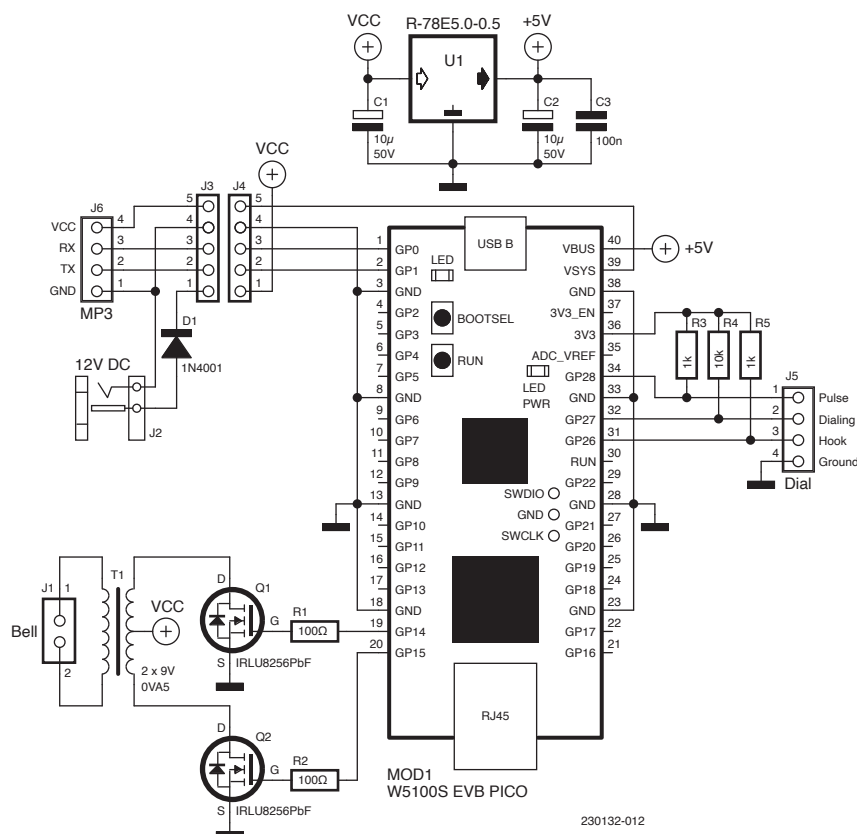 VCC
R-78E5.0-0.5
+5V
U1
C1
10µ
50V
C2
10µ
50V
C3
100n
VCC
J3
J4
5
4
3
2
1
5
4
3
2
1
J6
VCC 4
RX 3
TX 2
GND 1
MP3
D1
1N4001
12V DC
J2
1 GP0
2 GP1
3 GND
4 GP2
5 GP3
6 GP4
7 GP5
8 GND
9 GP6
10 GP7
11 GP8
12 GP9
13 GND
14 GP10
15 GP11
16 GP12
17 GP13
18 GND
19 GP14
20 GP15
USB B
LED
BOOTSEL
RUN
LED
PWR
SWDIO
GND
SWCLK
RJ45
VBUS 40
VSYS 39
GND 38
3V3_EN 37
3V3 36
ADC_VREF 35
GP28 34
GND 33
GP27 32
GP26 31
RUN 30
GP22 29
GND 28
GP21 27
GP20 26
GP19 25
GP18 24
GND 23
GP17 22
GP16 21
+5V
R3
1k
R4
10k
R5
1k
J5
1 Pulse
2 Dialing
3 Hook
4 Ground
Dial
J1
1
2
Bell
T1
VCC
2 x 9V
0VA5
D
Q1
G
S
IRLU8256PbF
R1
100Ω
D
Q2
G
S
IRLU8256PbF
R2
100Ω
MOD1
W5100S EVB PICO
230132-012